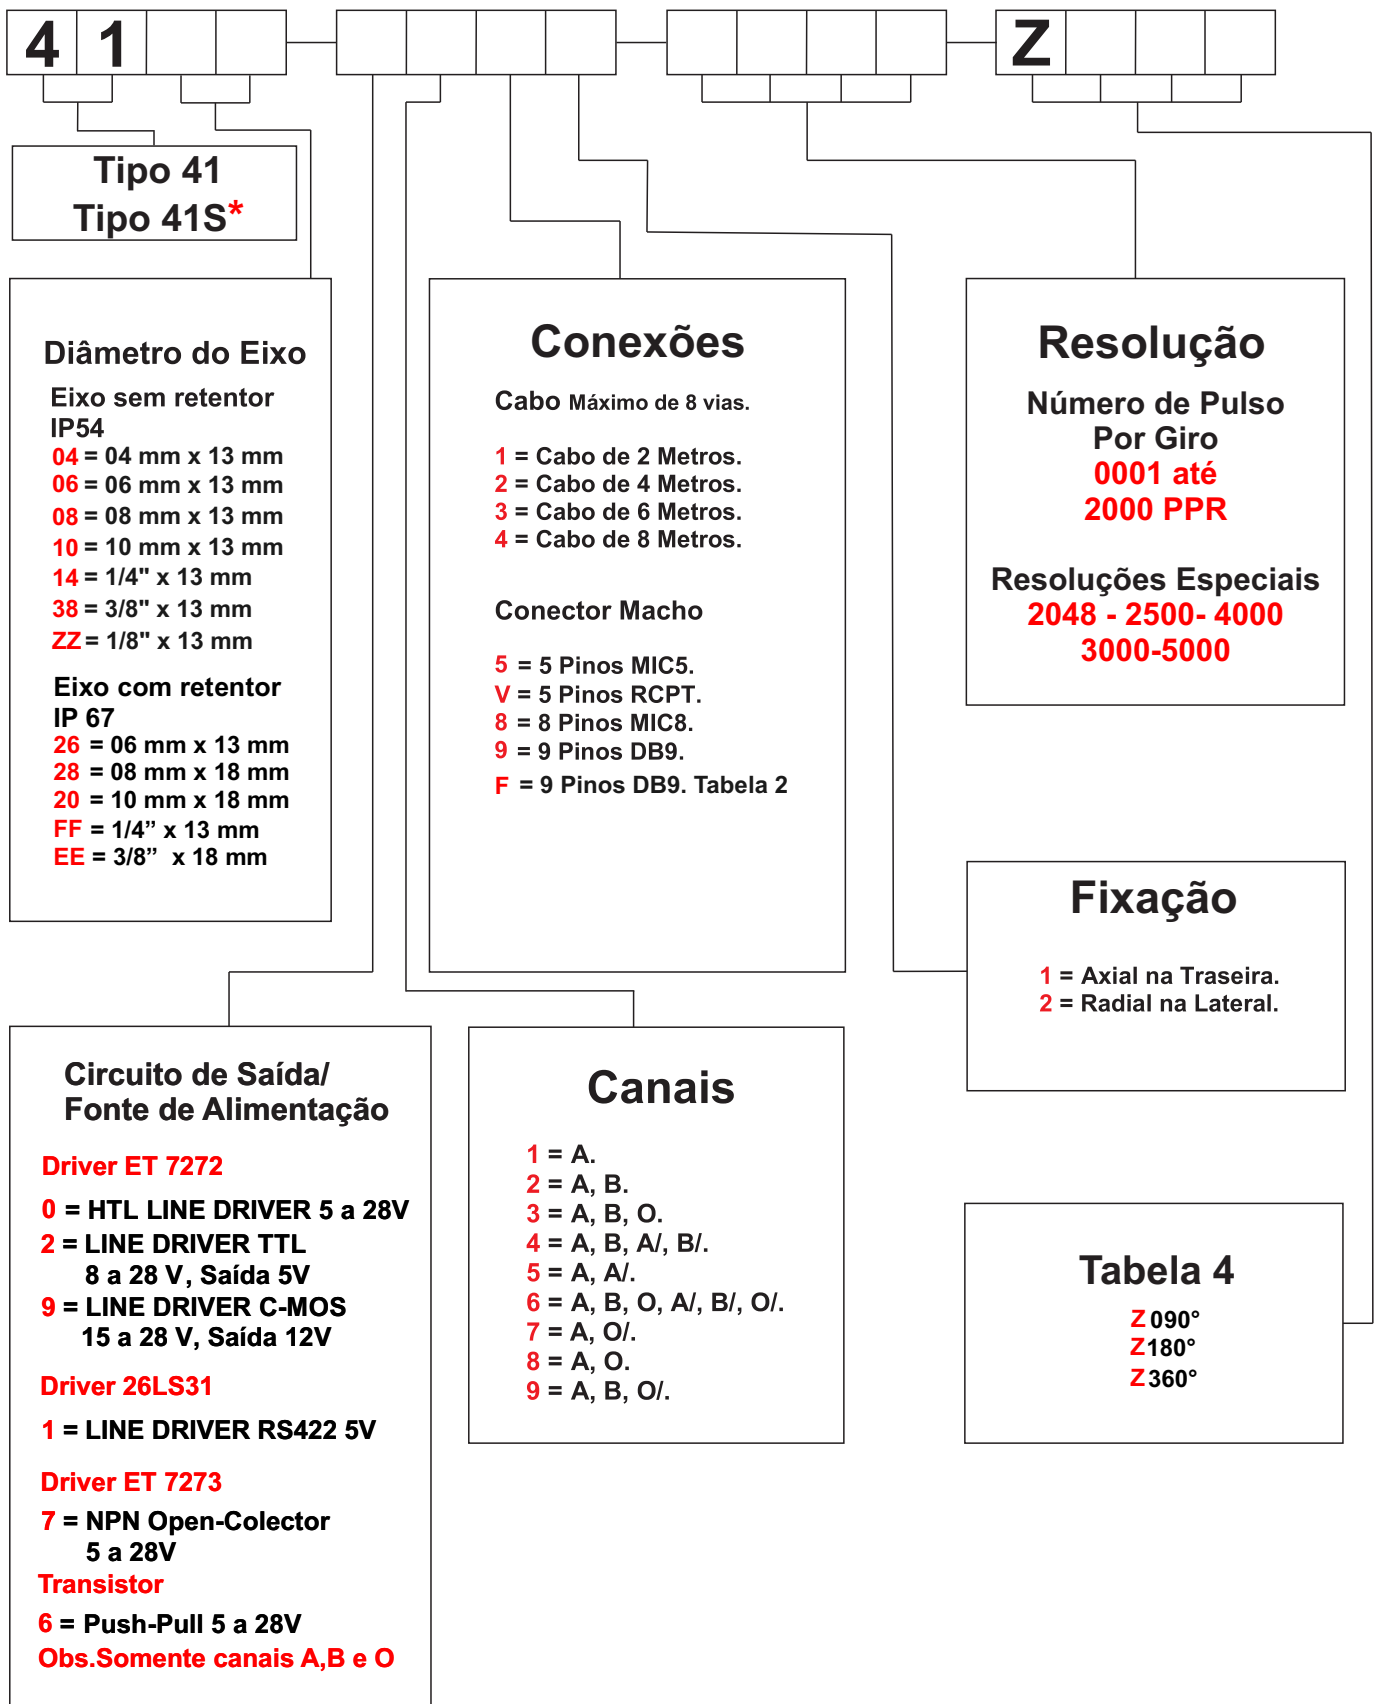 4 1 Z
Tipo 41
Tipo 41S*
Diâmetro do Eixo
Eixo sem retentor
IP54
04 = 04 mm x 13 mm
06 = 06 mm x 13 mm
08 = 08 mm x 13 mm
10 = 10 mm x 13 mm
14 = 1/4" x 13 mm
38 = 3/8" x 13 mm
ZZ = 1/8" x 13 mm
Eixo com retentor
IP 67
26 = 06 mm x 13 mm
28 = 08 mm x 18 mm
20 = 10 mm x 18 mm
FF = 1/4” x 13 mm
EE = 3/8” x 18 mm
Conexões
Cabo Máximo de 8 vias.
1 = Cabo de 2 Metros.
2 = Cabo de 4 Metros.
3 = Cabo de 6 Metros.
4 = Cabo de 8 Metros.
Conector Macho
5 = 5 Pinos MIC5.
V = 5 Pinos RCPT.
8 = 8 Pinos MIC8.
9 = 9 Pinos DB9.
F = 9 Pinos DB9. Tabela 2
Resolução
Número de Pulso
Por Giro
0001 até
2000 PPR
Resoluções Especiais
2048 - 2500- 4000
3000-5000
Fixação
1 = Axial na Traseira.
2 = Radial na Lateral.
Circuito de Saída/
Fonte de Alimentação
Driver ET 7272
0 = HTL LINE DRIVER 5 a 28V
2 = LINE DRIVER TTL
8 a 28 V, Saída 5V
9 = LINE DRIVER C-MOS
15 a 28 V, Saída 12V
Driver 26LS31
1 = LINE DRIVER RS422 5V
Driver ET 7273
7 = NPN Open-Colector
5 a 28V
Transistor
6 = Push-Pull 5 a 28V
Obs.Somente canais A,B e O
Canais
1 = A.
2 = A, B.
3 = A, B, O.
4 = A, B, A/, B/.
5 = A, A/.
6 = A, B, O, A/, B/, O/.
7 = A, O/.
8 = A, O.
9 = A, B, O/.
Tabela 4
Z 090°
Z180°
Z 360°